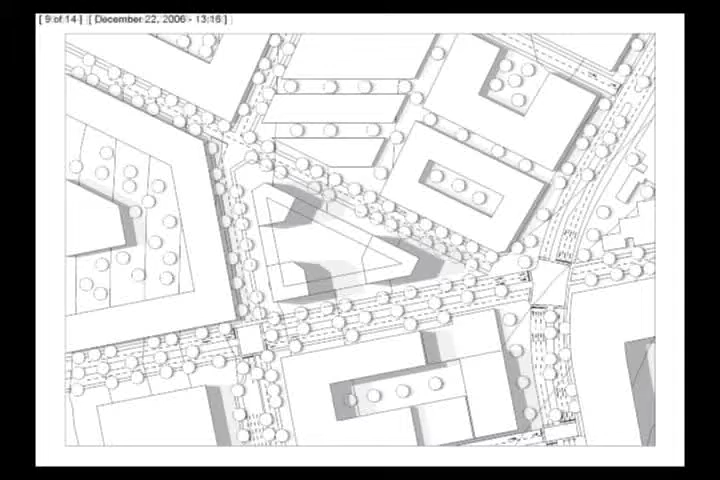 [ 9 of 14 ] [ December 22, 2006 - 13:16 ]